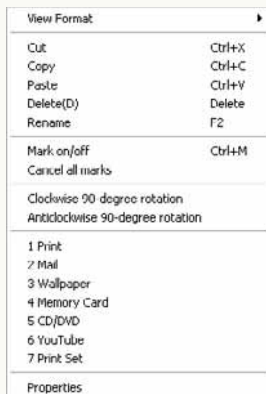 View Format
Cut Ctrl+X
Copy Ctrl+C
Paste Ctrl+V
Delete(D) Delete
Rename F2
Mark on/off Ctrl+M
Cancel all marks
Clockwise 90 degree rotation
Anticlockwise 90-degree rotation
1 Print
2 Mail
3 Wallpaper
4 Memory Card
5 CD/DVD
6 YouTube
7 Print Set
Properties